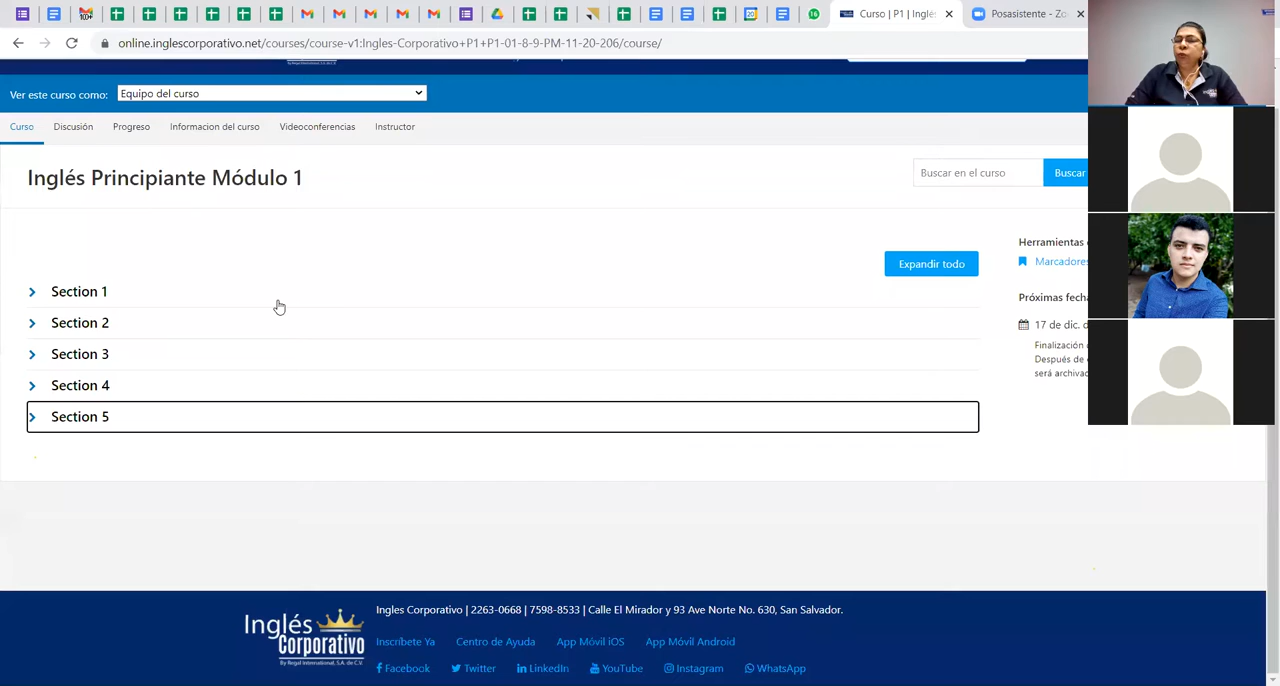 Curso | P1 | Inglés
Posasistente - Zo
online.inglescorporativo.net/courses/course-v1:Ingles-Corporativo+P1+P1-01-8-9-PM-11-20-206/course/
Ver este curso como: Equipo del curso
Curso Discusión Progreso Informacion del curso Videoconferencias Instructor
Inglés Principiante Módulo 1
Buscar en el curso Buscar
Herramientas
Expandir todo
Marcadores
Section 1
Próximas fecha
Section 2
17 de dic. d
Finalización
Section 3
Después de
será archivad
Section 4
Section 5
Ingles Corporativo | 2263-0668 | 7598-8533 | Calle El Mirador y 93 Ave Norte No. 630, San Salvador.
Inglés Corporativo
By Regal International, S.A. de C.V.
Inscríbete Ya Centro de Ayuda App Móvil iOS App Móvil Android
Facebook Twitter LinkedIn YouTube Instagram WhatsApp